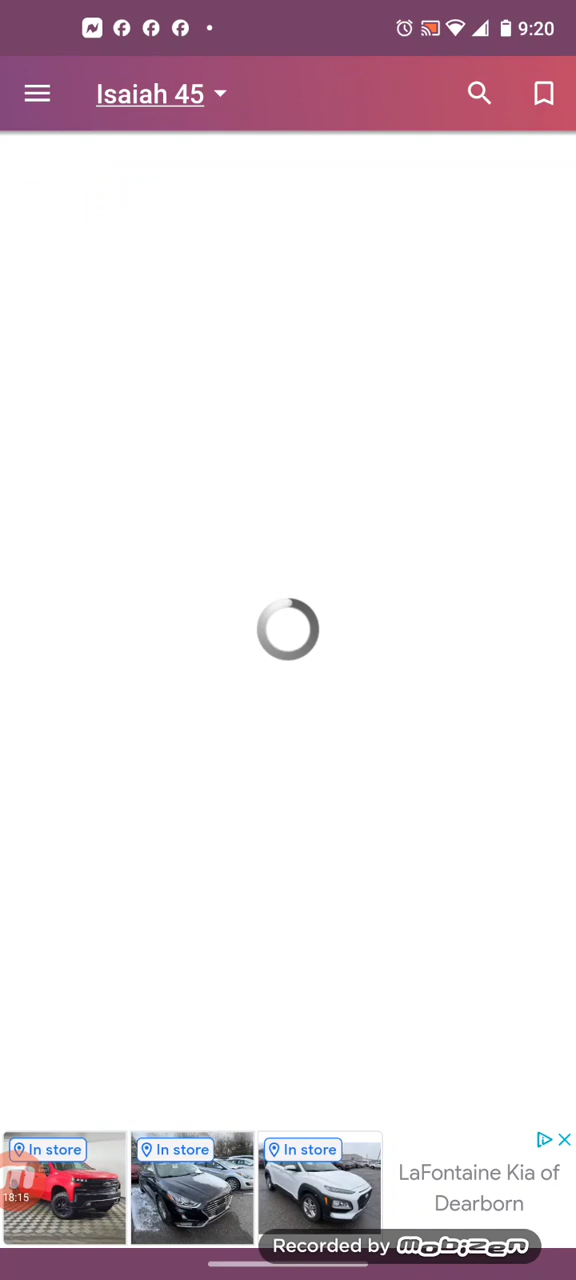 9:20
Isaiah 45
In store
In store
In store
LaFontaine Kia of
Dearborn
18:15
Recorded by mobizen